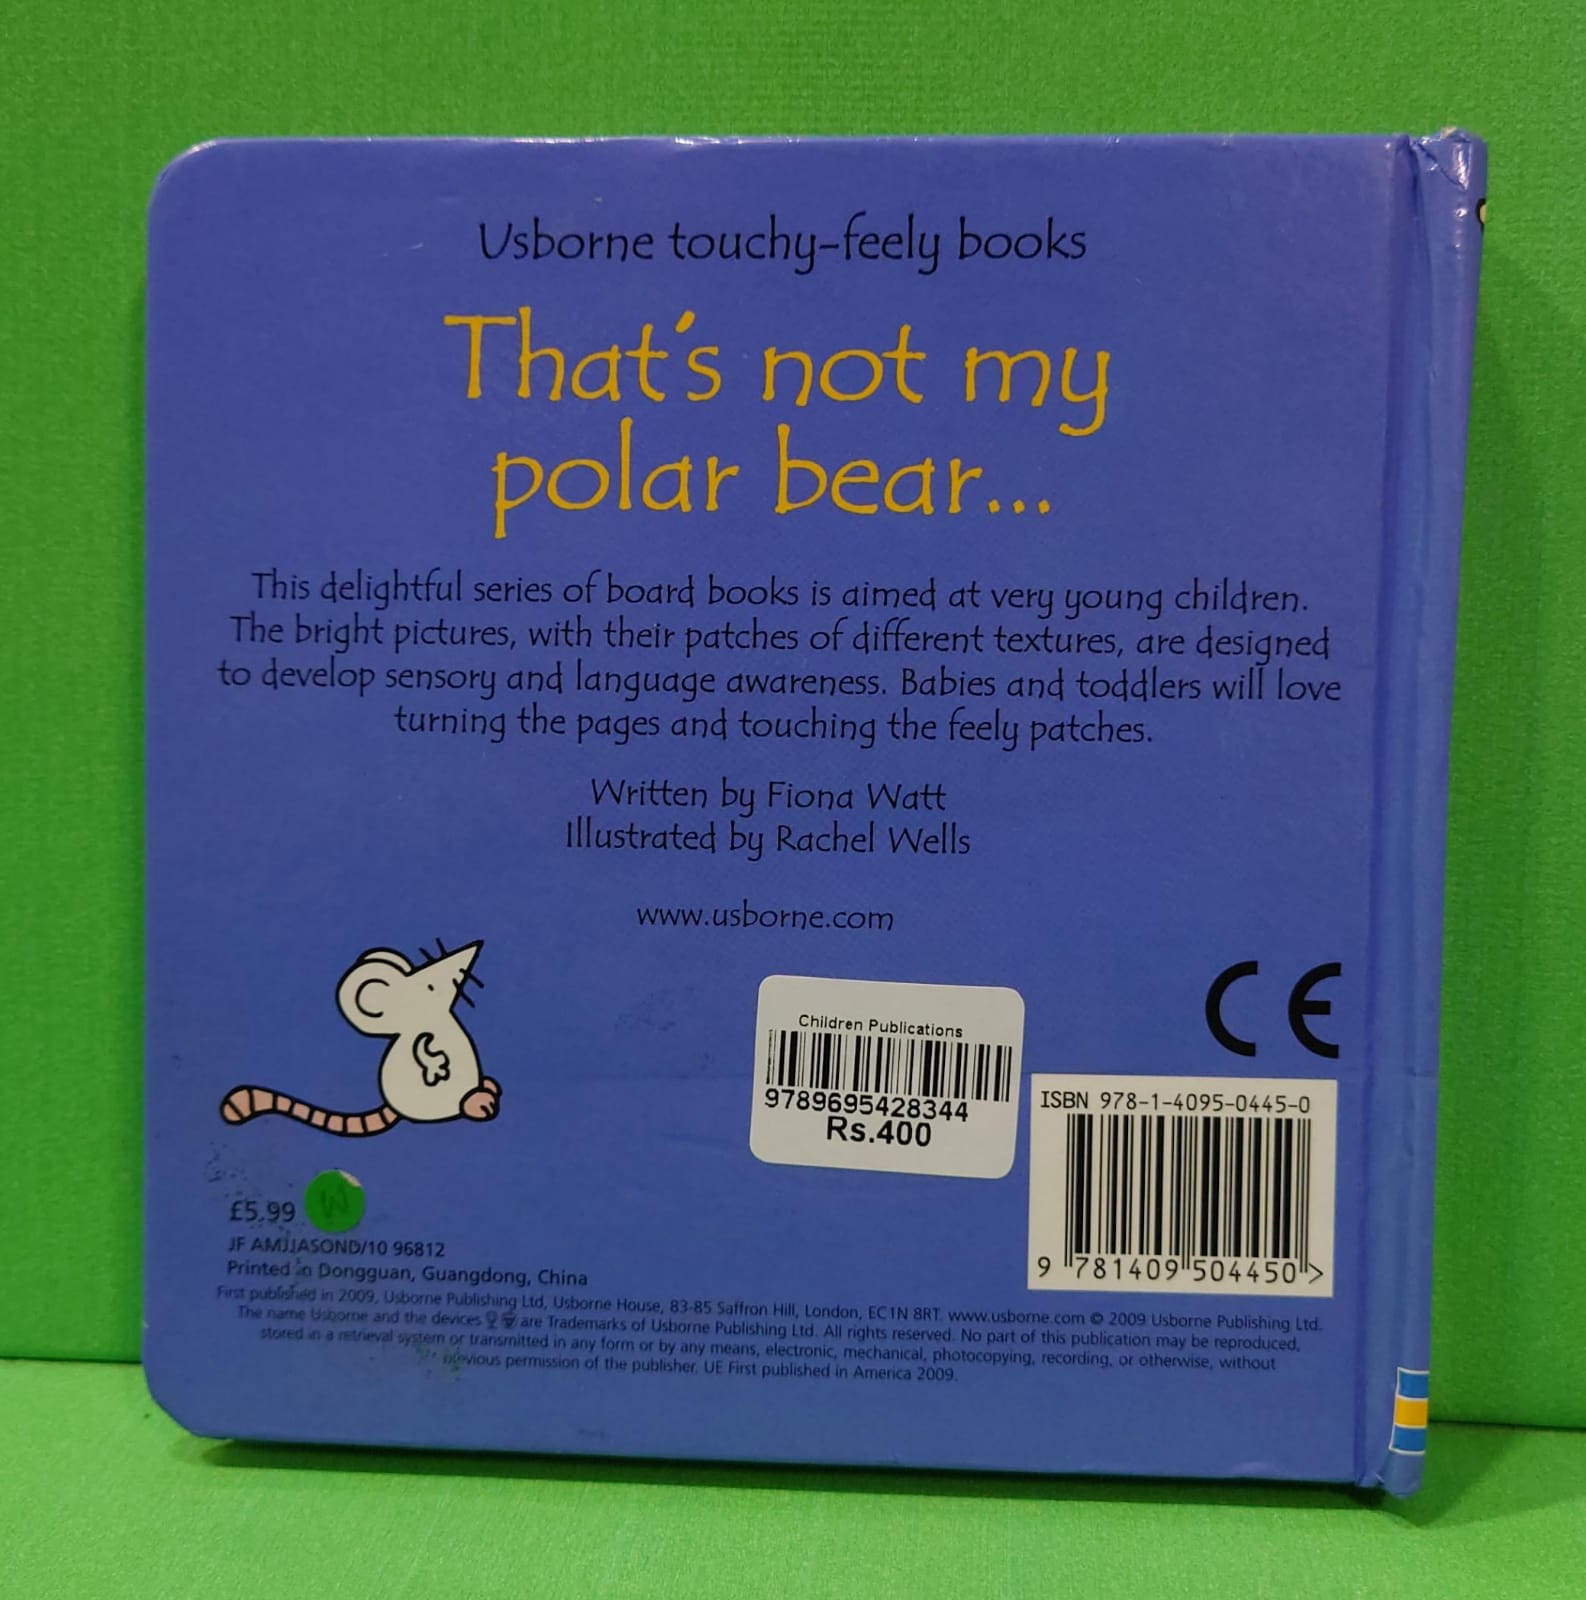 Usborne touchy-feely books
That's not my
polar bear...
This delightful series of board books is aimed at very young children.
The bright pictures, with their patches of different textures, are designed
to develop sensory and language awareness. Babies and toddlers will love
turning the pages and touching the feely patches.
Written by Fiona Watt
Illustrated by Rachel Wells
www.usborne.com
CE
Children Publications
9789695428344
Rs.400
ISBN 978-1-4095-0445-0
9 781409 504450 >
£5.99
W
JF AMJJASOND/10 96812
Printed in Dongguan, Guangdong, China
First published in 2009, Usborne Publishing Ltd, Usborne House, 83-85 Saffron Hill, London, EC1N 8RT. www.usborne.com © 2009 Usborne Publishing Ltd.
The name Usborne and the devices are Trademarks of Usborne Publishing Ltd. All rights reserved. No part of this publication may be reproduced,
stored in a retrieval system or transmitted in any form or by any means, electronic, mechanical, photocopying, recording, or otherwise, without
previous permission of the publisher. UE First published in America 2009.